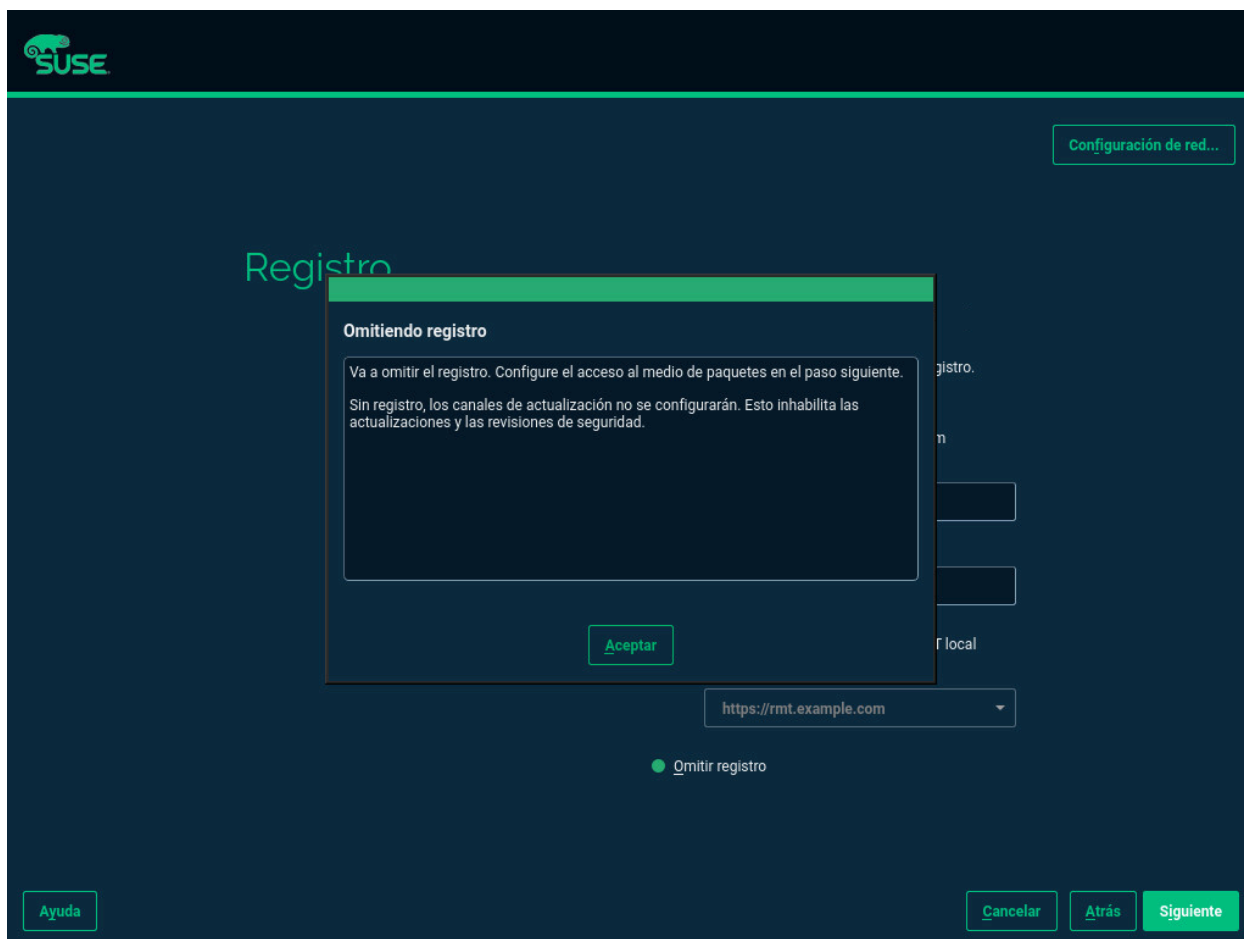 SUSE
Configuración de red...
Registro
Omitiendo registro
Va a omitir el registro. Configure el acceso al medio de paquetes en el paso siguiente.
Sin registro, los canales de actualización no se configurarán. Esto inhabilita las
actualizaciones y las revisiones de seguridad.
gistro.
m
Aceptar
local
https://rmt.example.com
Omitir registro
Ayuda
Cancelar
Atrás
Siguiente